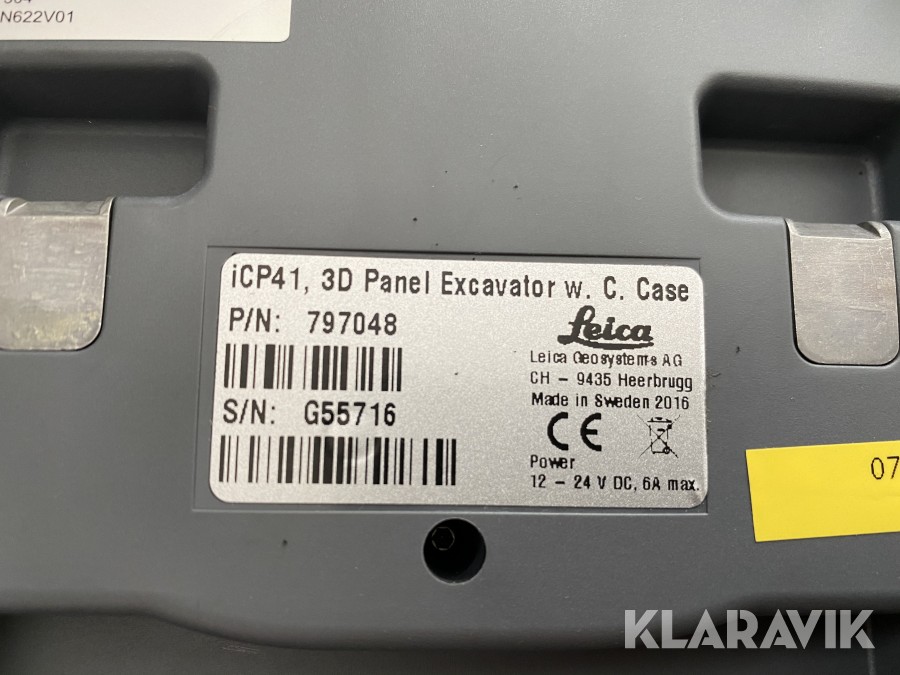 N622V01
iCP41, 3D Panel Excavator w. C. Case
P/N: 797048
Leica
Leica Geosystems AG
CH - 9435 Heerbrugg
S/N: G55716
Made in Sweden 2016
CE
Power
12 - 24 V DC, 6A max.
07
KLARAVIK